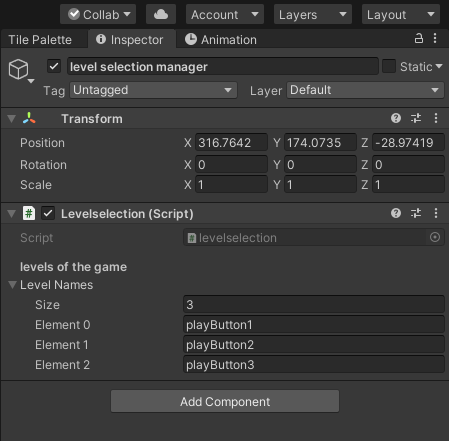 Collab Account Layers Layout
Tile Palette Inspector Animation
level selection manager Static
Tag Untagged Layer Default
Transform
Position X 316.7642 Y 174.0735 Z -28.97419
Rotation X 0 Y 0 Z 0
Scale X 1 Y 1 Z 1
# Levelselection (Script)
Script # levelselection
levels of the game
Level Names
Size 3
Element 0 playButton1
Element 1 playButton2
Element 2 playButton3
Add Component